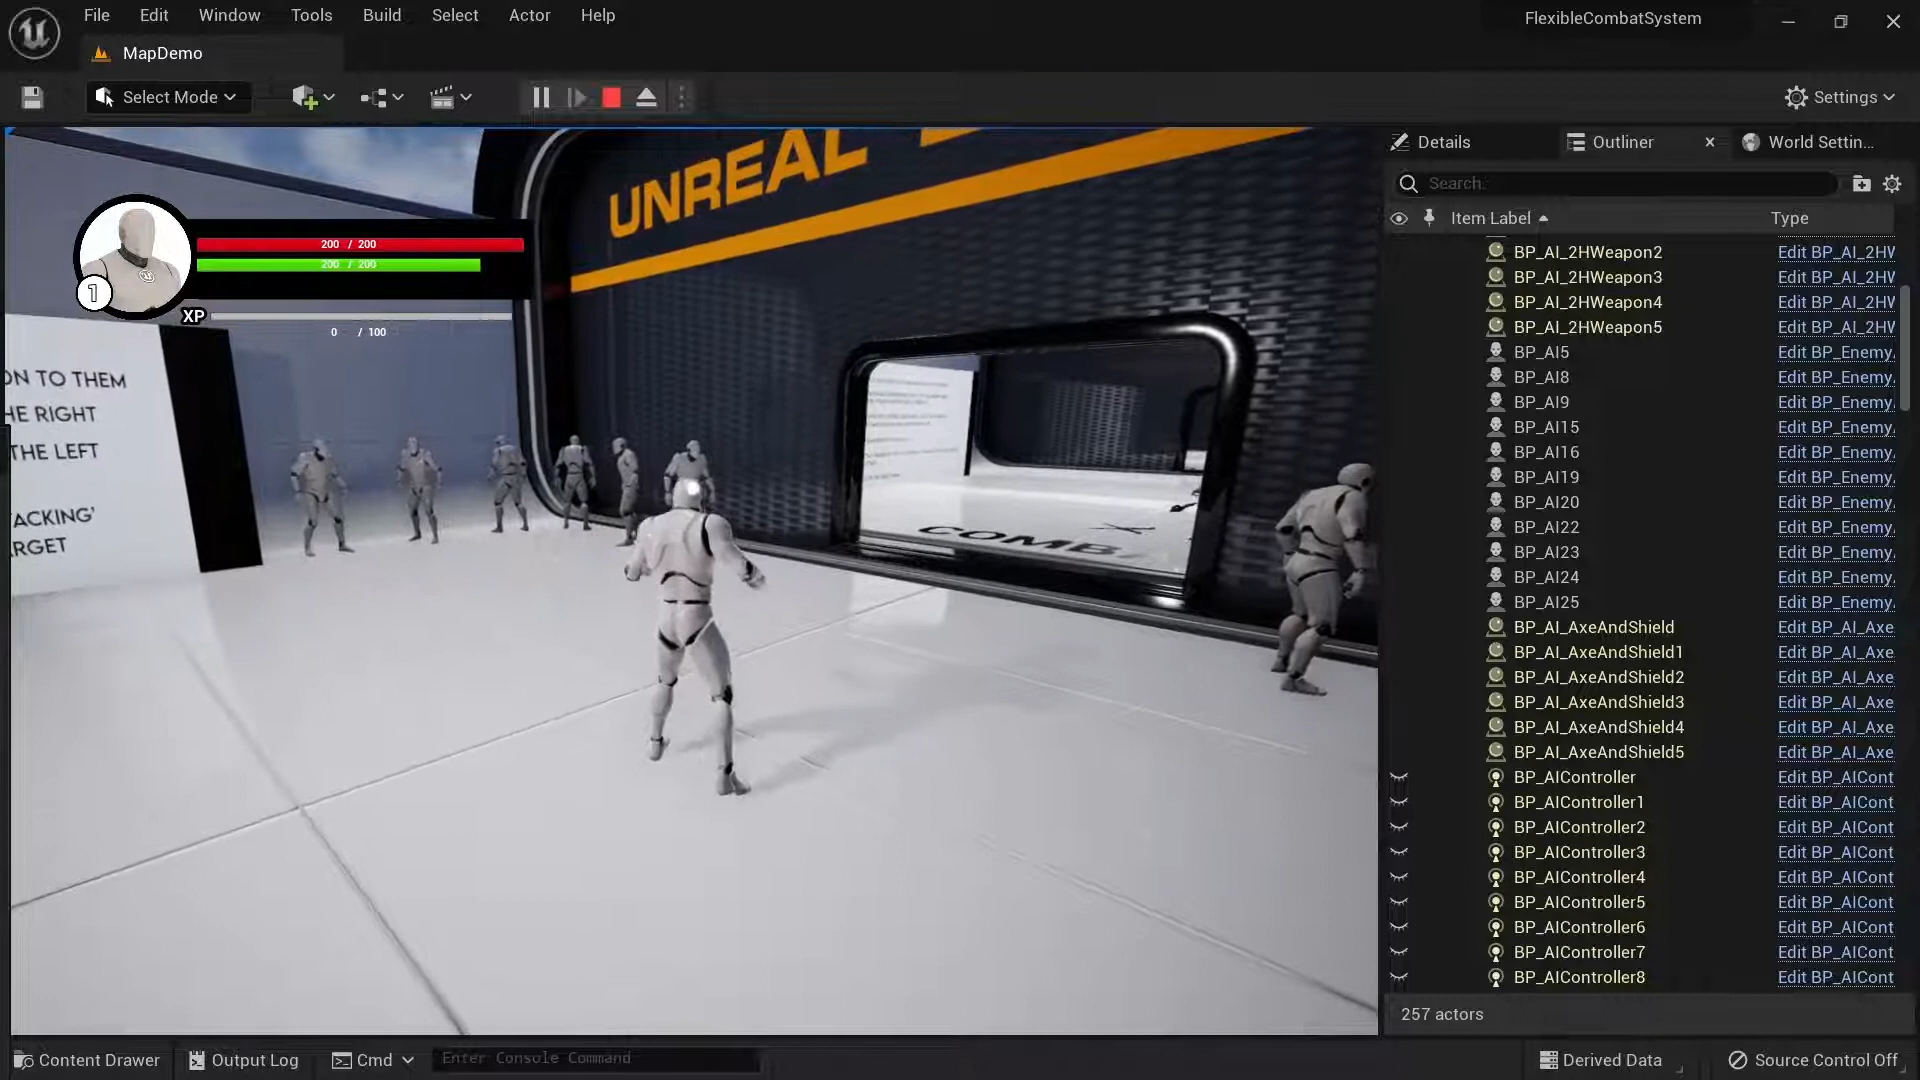 File Edit Window Tools Build Select Actor Help
FlexibleCombatSystem
MapDemo
Select Mode
Settings
UNREAL
200 / 200
200 / 200
1
XP
0 / 100
ON TO THEM
HE RIGHT
THE LEFT
ACKING'
RGET
COMB
Details
Outliner
World Settin...
Search.
Item Label
Type
BP_AI_2HWeapon2 Edit BP_AI_2HW
BP_AI_2HWeapon3 Edit BP_AI_2HW
BP_AI_2HWeapon4 Edit BP_AI_2HW
BP_AI_2HWeapon5 Edit BP_AI_2HW
BP_AI5 Edit BP_Enemy
BP_AI8 Edit BP_Enemy
BP_AI9 Edit BP_Enemy
BP_AI15 Edit BP_Enemy
BP_AI16 Edit BP_Enemy
BP_AI19 Edit BP_Enemy
BP_AI20 Edit BP_Enemy
BP_AI22 Edit BP_Enemy
BP_AI23 Edit BP_Enemy
BP_AI24 Edit BP_Enemy
BP_AI25 Edit BP_Enemy
BP_AI_AxeAndShield Edit BP_AI_Axe
BP_AI_AxeAndShield1 Edit BP_AI_Axe
BP_AI_AxeAndShield2 Edit BP_AI_Axe
BP_AI_AxeAndShield3 Edit BP_AI_Axe
BP_AI_AxeAndShield4 Edit BP_AI_Axe
BP_AI_AxeAndShield5 Edit BP_AI_Axe
BP_AIController Edit BP_AICont
BP_AIController1 Edit BP_AICont
BP_AIController2 Edit BP_AICont
BP_AIController3 Edit BP_AICont
BP_AIController4 Edit BP_AICont
BP_AIController5 Edit BP_AICont
BP_AIController6 Edit BP_AICont
BP_AIController7 Edit BP_AICont
BP_AIController8 Edit BP_AICont
257 actors
Content Drawer
Output Log
Cmd
Enter Console Command
Derived Data
Source Control Off